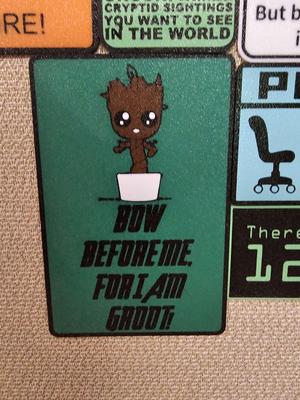 RE!
CRYPTID SIGHTINGS
YOU WANT TO SEE
IN THE WORLD
But b
i
BOW
BEFORE ME,
FOR I AM
GROOT!
P
There
12